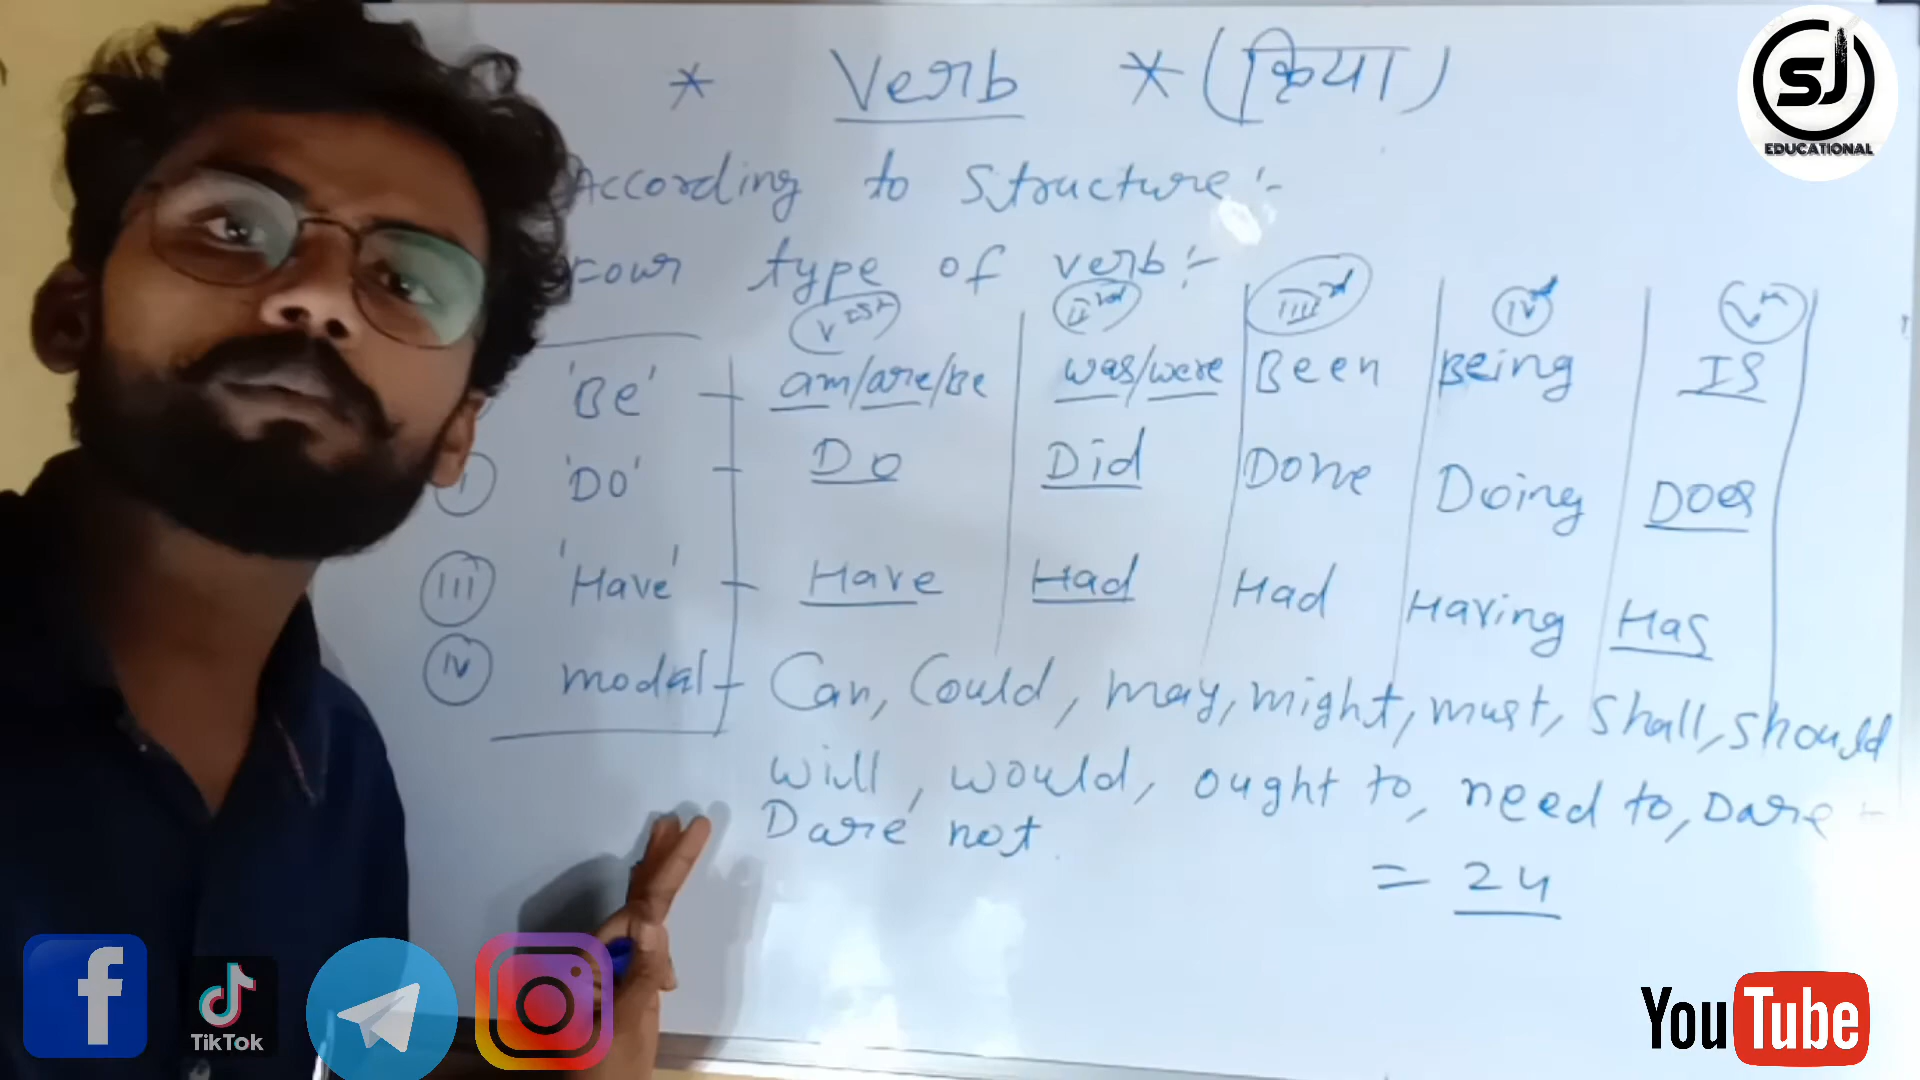 * Verb * (क्रिया)
SJ
EDUCATIONAL
According to Structure :-
Four type of verb :-
V Ist IInd IIIrd IV Vth
'Be' - am/are/Be was/were Been Being IS
I 'DO' - Do Did Done Doing DOes
III 'Have' - Have Had Had Having Has
IV modal - Can, Could, may, might, must, Shall, Should
will, would, ought to, need to, Dare
Dare not
= 24
f
TikTok
YouTube